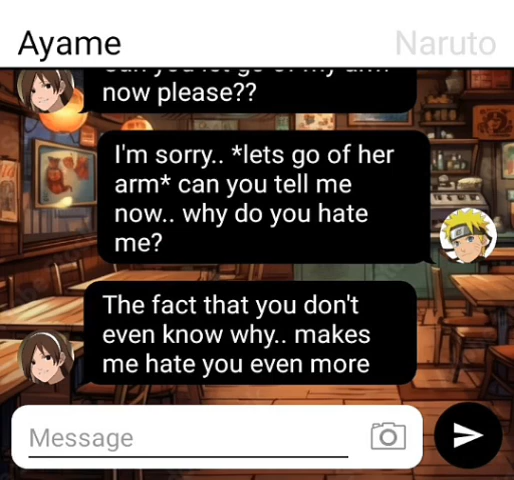 Ayame
Naruto
now please??
I'm sorry.. *lets go of her
arm* can you tell me
now.. why do you hate
me?
The fact that you don't
even know why.. makes
me hate you even more
Message